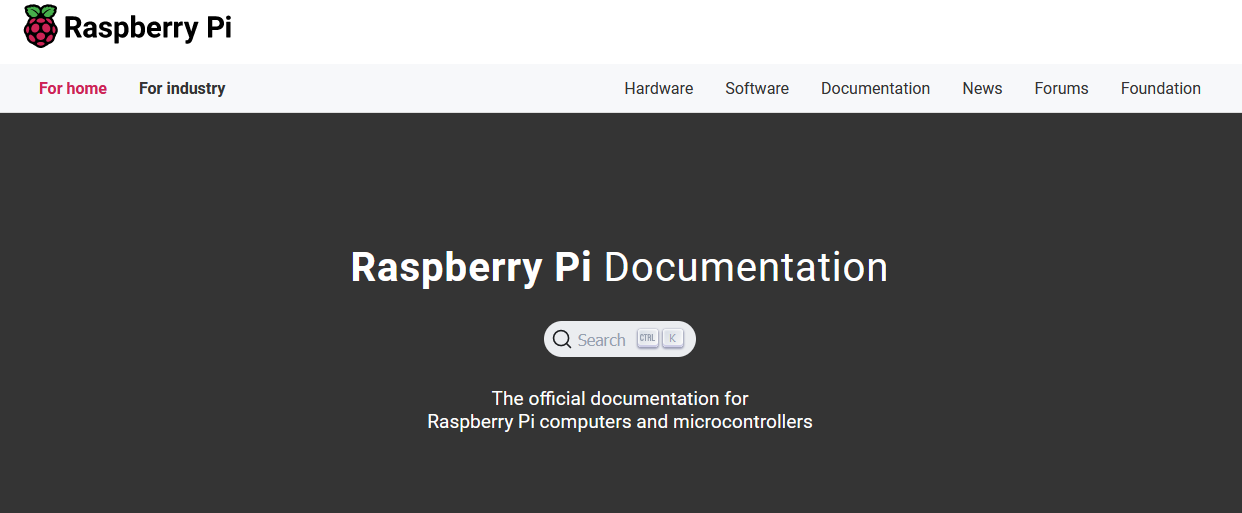 Raspberry Pi
For home For industry Hardware Software Documentation News Forums Foundation
Raspberry Pi Documentation
Search CTRL K
The official documentation for
Raspberry Pi computers and microcontrollers